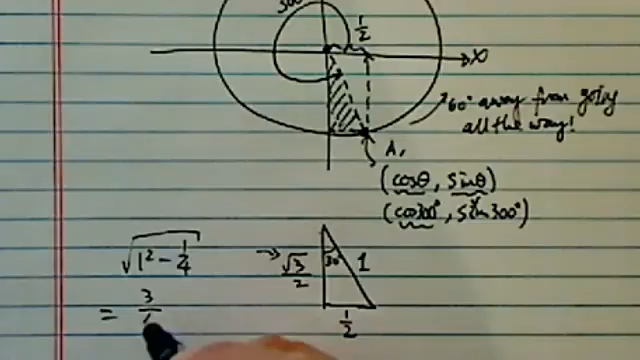 300
1/2
X
60° away from going
all the way!
A,
(cosθ, sinθ)
(cos300°, sin300°)
√1² - 1/4
→ √3/2
30
1
= 3/
1/2